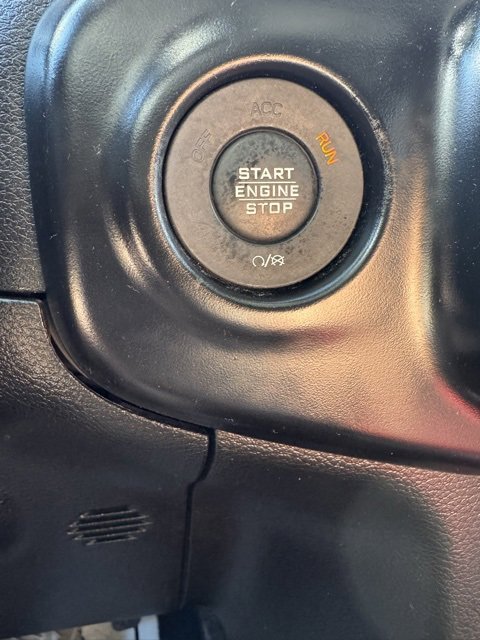 OFF
ACC
RUN
START
ENGINE
STOP